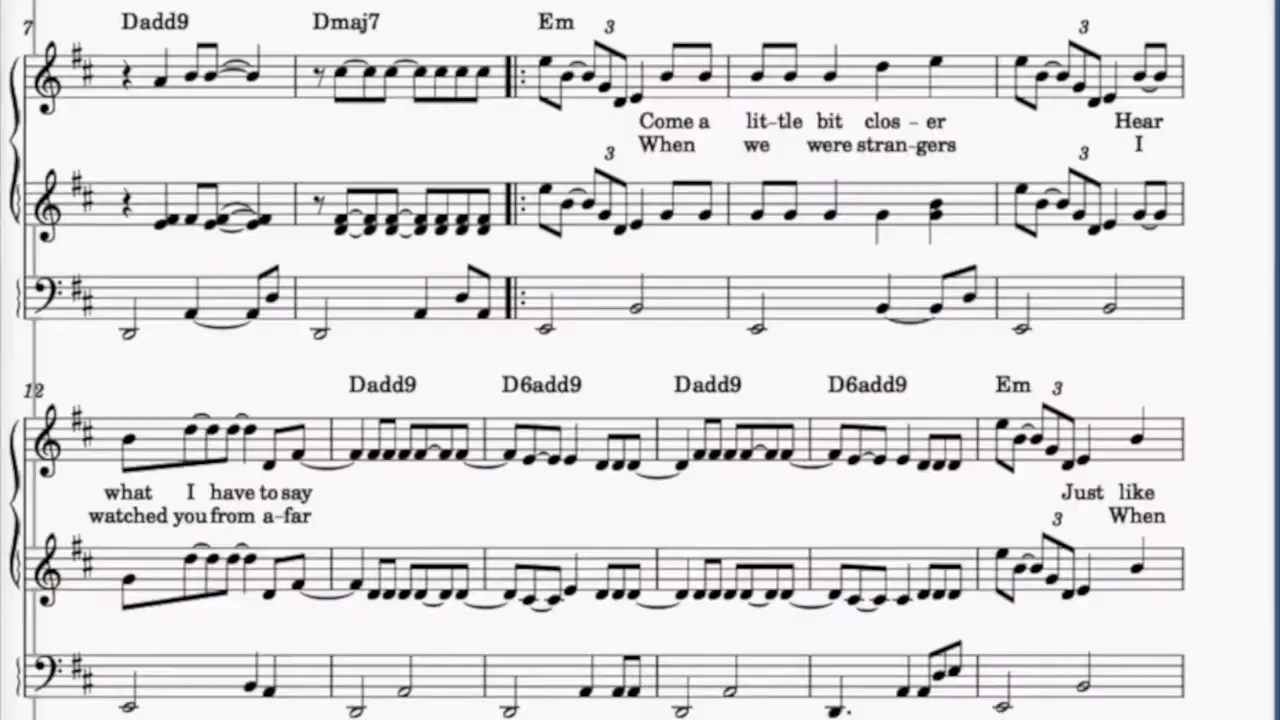 7 Dadd9 Dmaj7 Em 3 3
Come a lit-tle bit clos - er Hear
When we were stran-gers I
3 3
12 Dadd9 D6add9 Dadd9 D6add9 Em 3
what I have to say Just like
watched you from a-far When
3